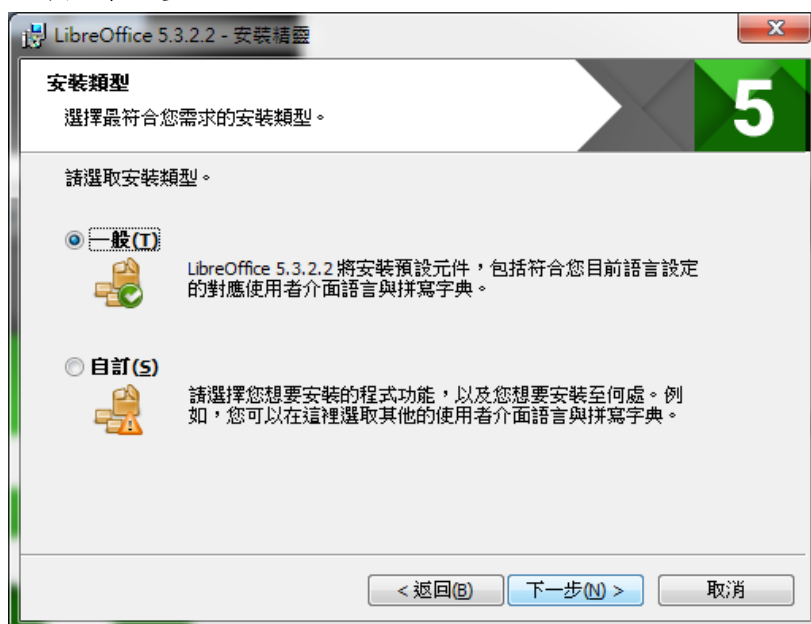 LibreOffice 5.3.2.2 - 安裝精靈
安裝類型
選擇最符合您需求的安裝類型。
5
請選取安裝類型。
一般(T)
LibreOffice 5.3.2.2 將安裝預設元件，包括符合您目前語言設定
的對應使用者介面語言與拼寫字典。
自訂(S)
請選擇您想要安裝的程式功能，以及您想要安裝至何處。例
如，您可以在這裡選取其他的使用者介面語言與拼寫字典。
< 返回(B)
下一步(N) >
取消